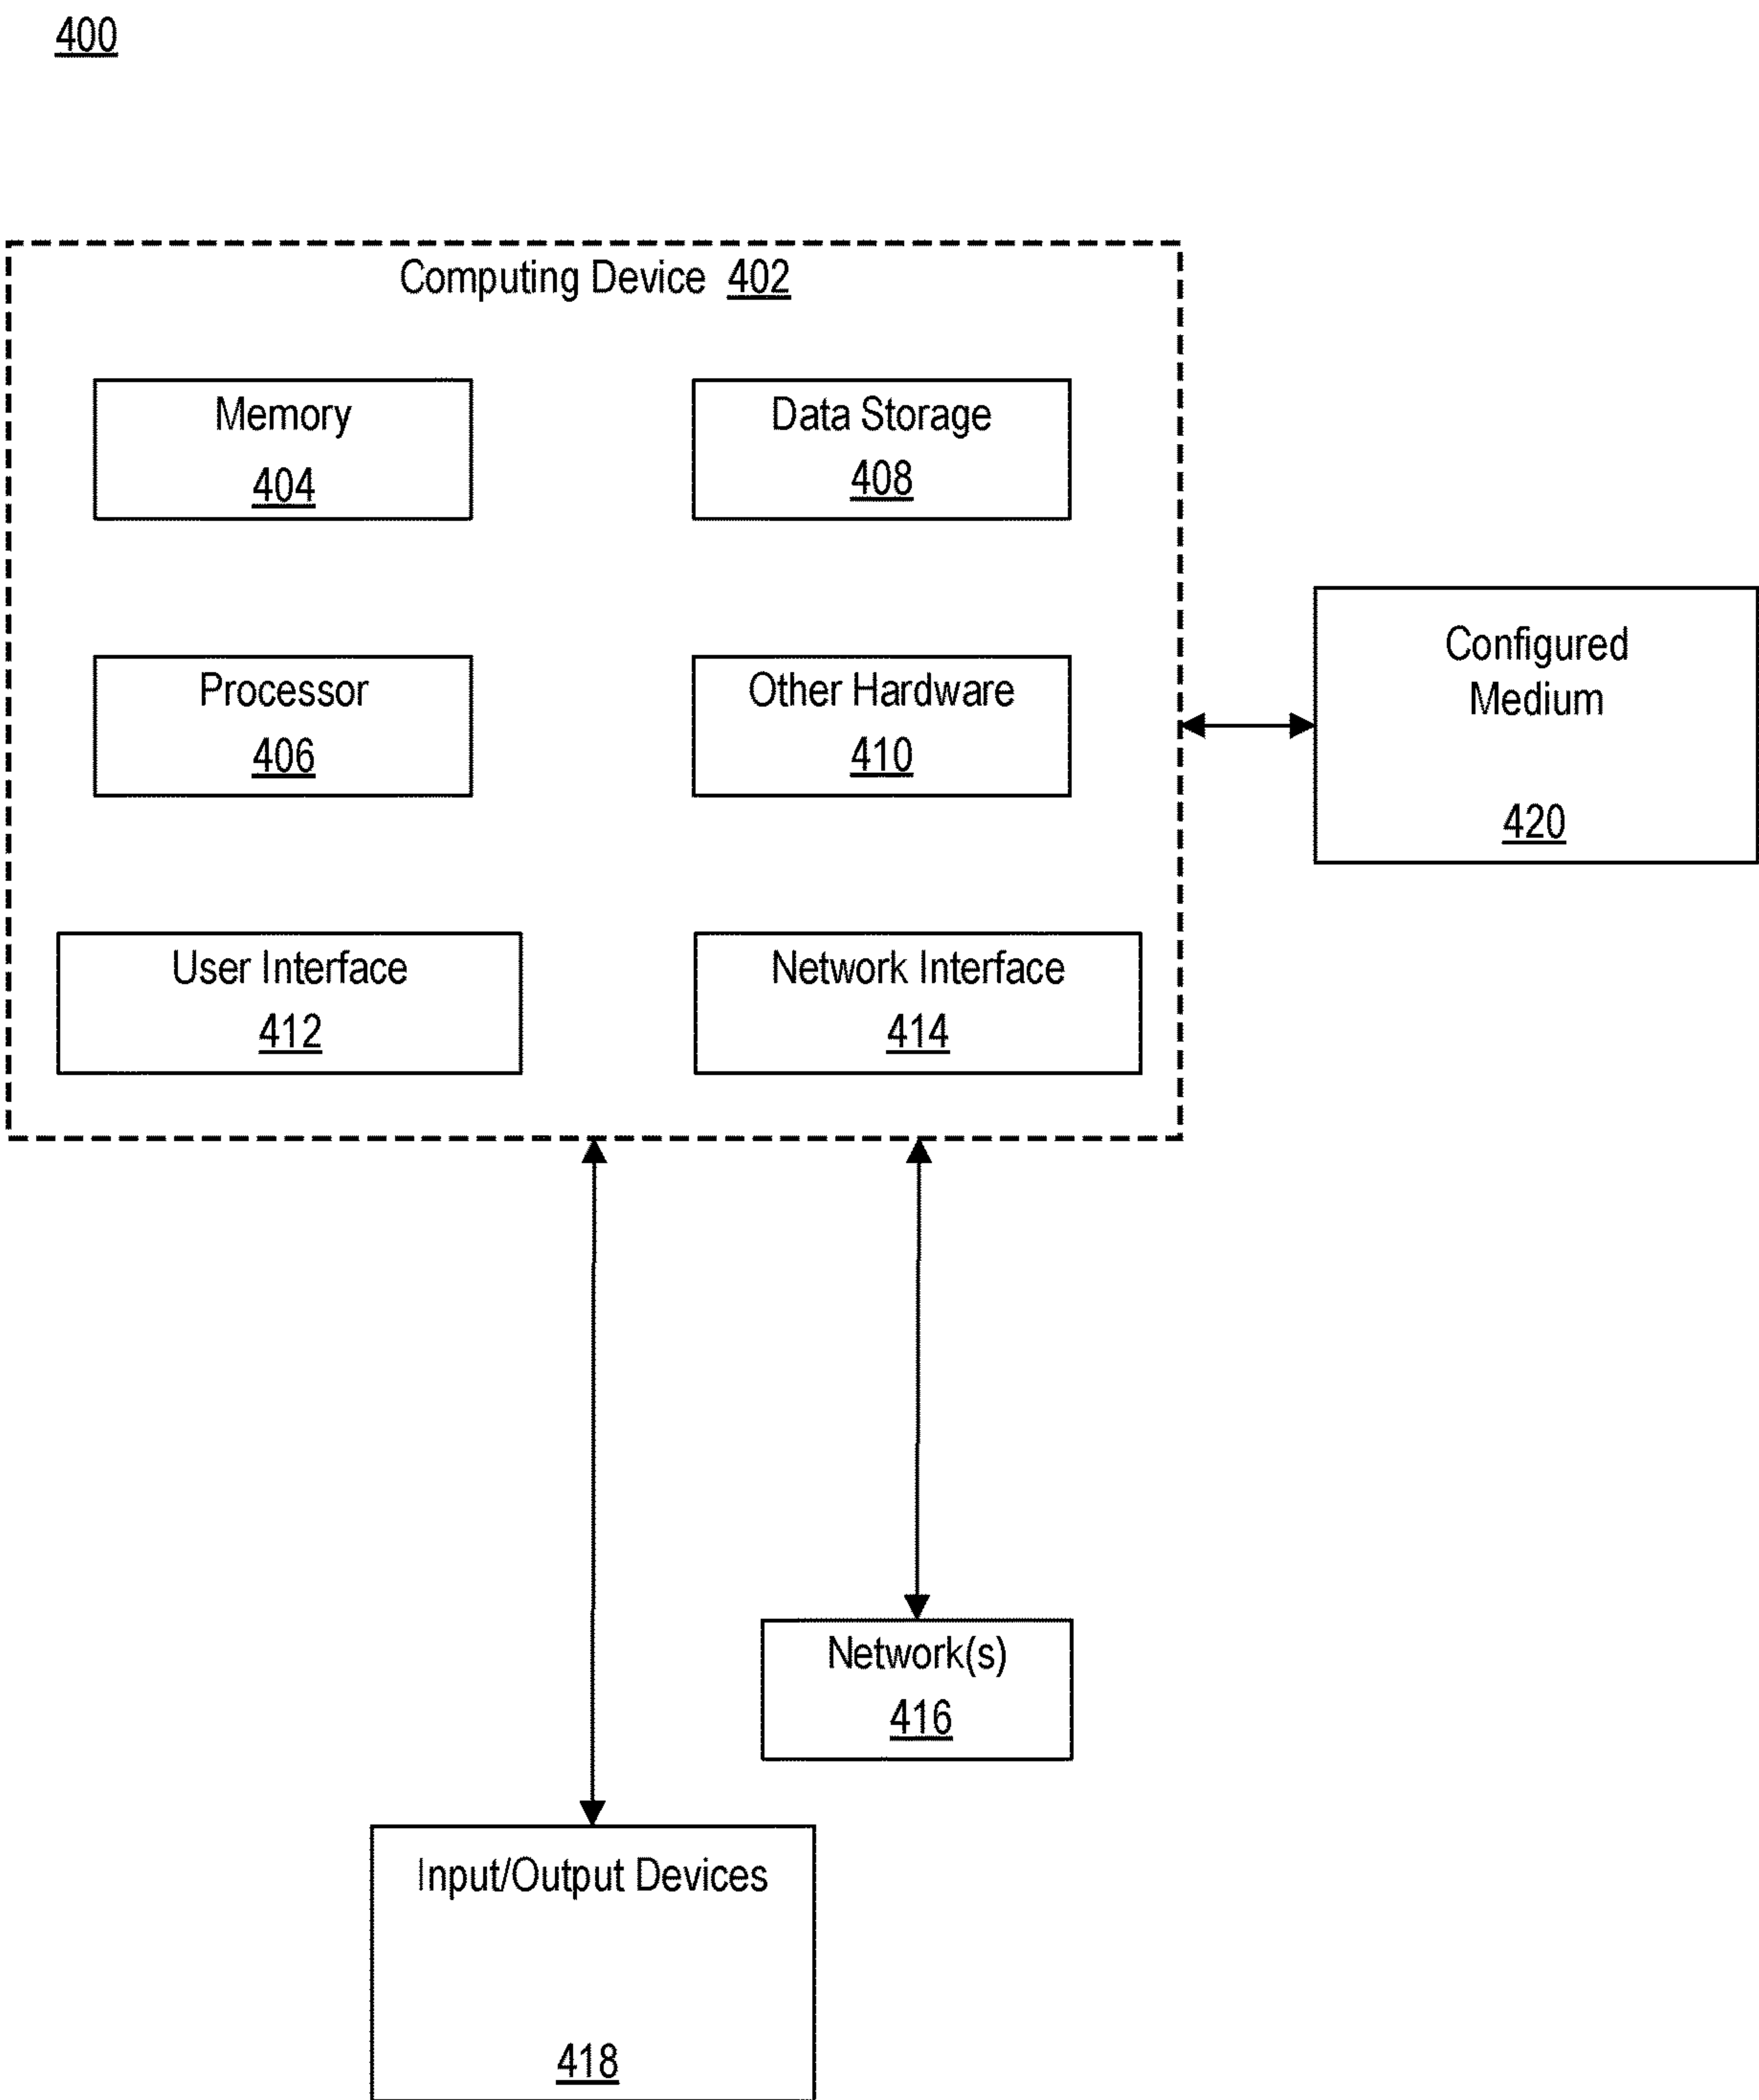 400
Computing Device 402
Memory
404
Data Storage
408
Processor
406
Other Hardware
410
Configured
Medium
420
User Interface
412
Network Interface
414
Network(s)
416
Input/Output Devices
418